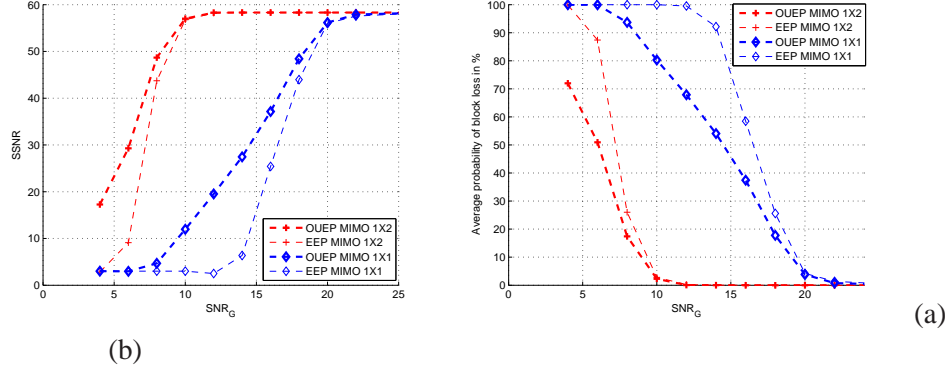 60
50
40
30
20
10
0
SSNR
0 5 10 15 20 25
SNR_G
OUEP MIMO 1X2
EEP MIMO 1X2
OUEP MIMO 1X1
EEP MIMO 1X1
(b)
100
90
80
70
60
50
40
30
20
10
0
Average probability of block loss in %
0 5 10 15 20
SNR_G
OUEP MIMO 1X2
EEP MIMO 1X2
OUEP MIMO 1X1
EEP MIMO 1X1
(a)